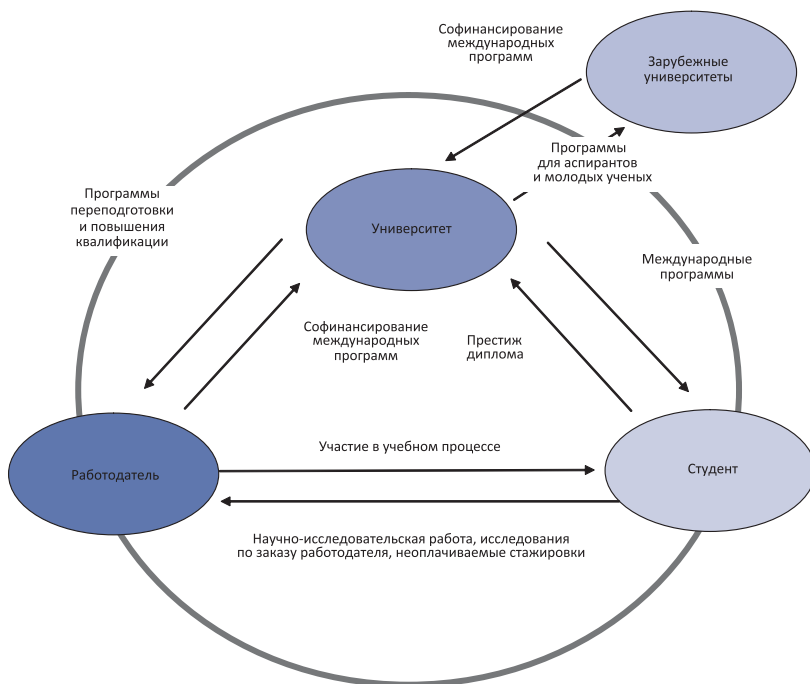 Софинансирование
международных
программ
Зарубежные
университеты
Программы
для аспирантов
и молодых ученых
Программы
переподготовки
и повышения
квалификации
Университет
Международные
программы
Софинансирование
международных
программ
Престиж
диплома
Работодатель
Участие в учебном процессе
Студент
Научно-исследовательская работа, исследования
по заказу работодателя, неоплачиваемые стажировки